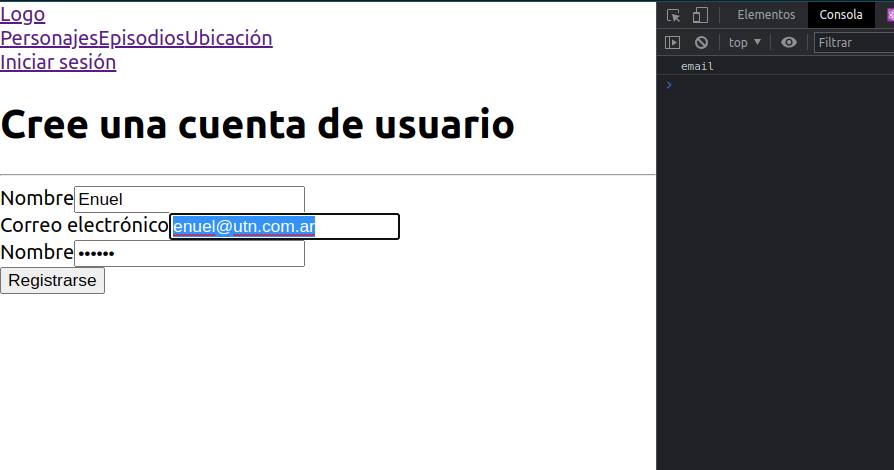 Logo
PersonajesEpisodiosUbicación
Iniciar sesión
Cree una cuenta de usuario
Nombre Enuel
Correo electrónico enuel@utn.com.ar
Nombre ••••••
Registrarse
Elementos Consola
top Filtrar
email